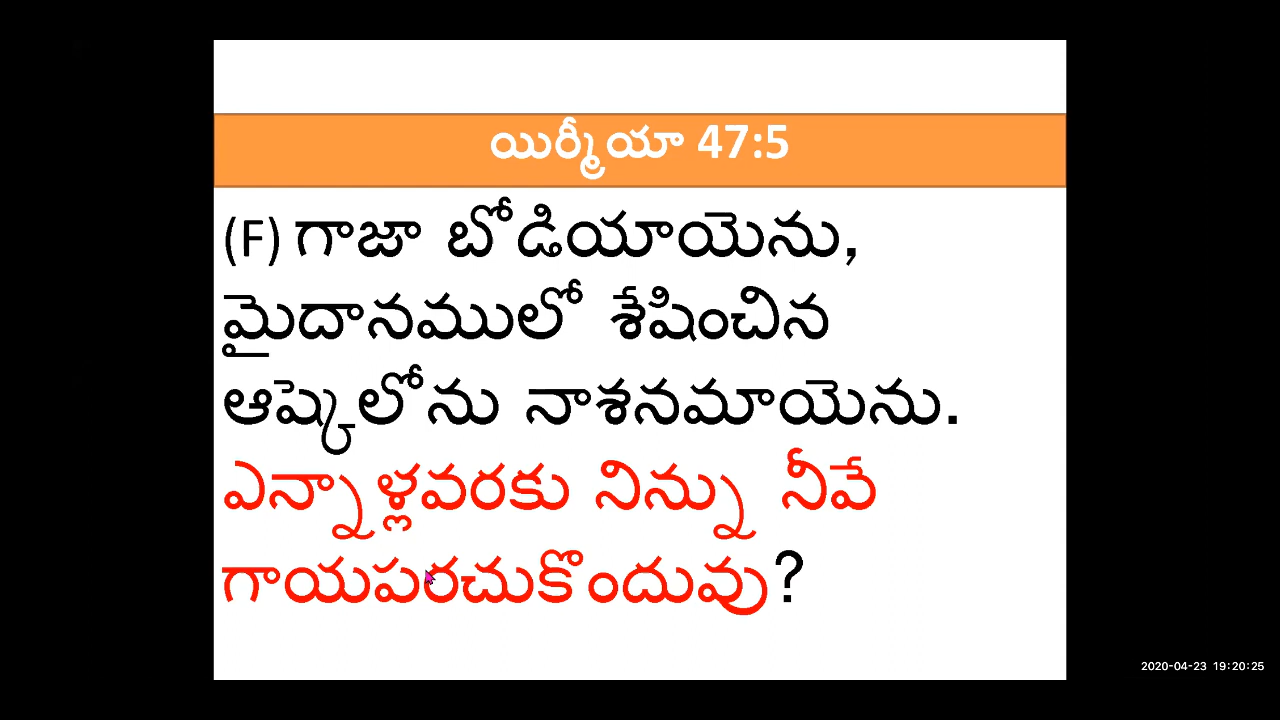 యిర్మీయా 47:5
(F) గాజా బోడియాయెను,
మైదానములో శేషించిన
ఆష్కెలోను నాశనమాయెను.
ఎన్నాళ్లవరకు నిన్ను నీవే
గాయపరచుకొందువు?
2020-04-23 19:20:25